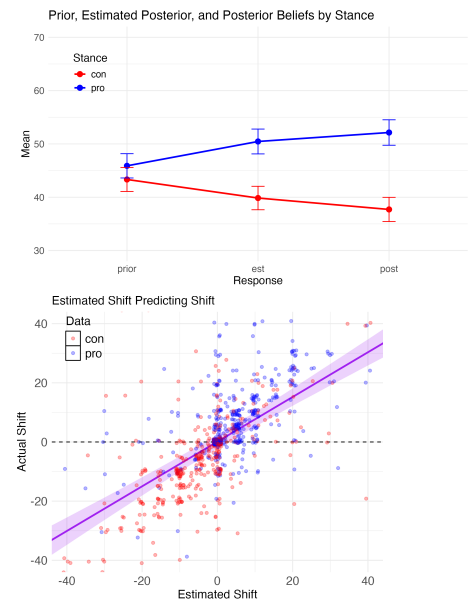 Prior, Estimated Posterior, and Posterior Beliefs by Stance
70
60
50
40
30
Mean
Stance
con
pro
prior
est
post
Response
Estimated Shift Predicting Shift
Data
con
pro
40
20
0
-20
-40
Actual Shift
-40
-20
0
20
40
Estimated Shift